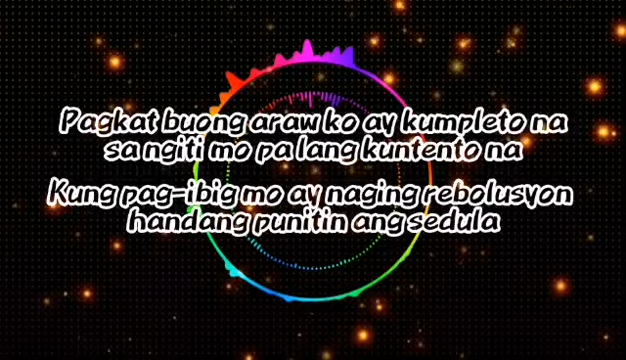 Pagkat buong araw ko ay kumpleto na
sa ngiti mo pa lang kuntento na
Kung pag-ibig mo ay naging rebolusyon
handang punitin ang sedula